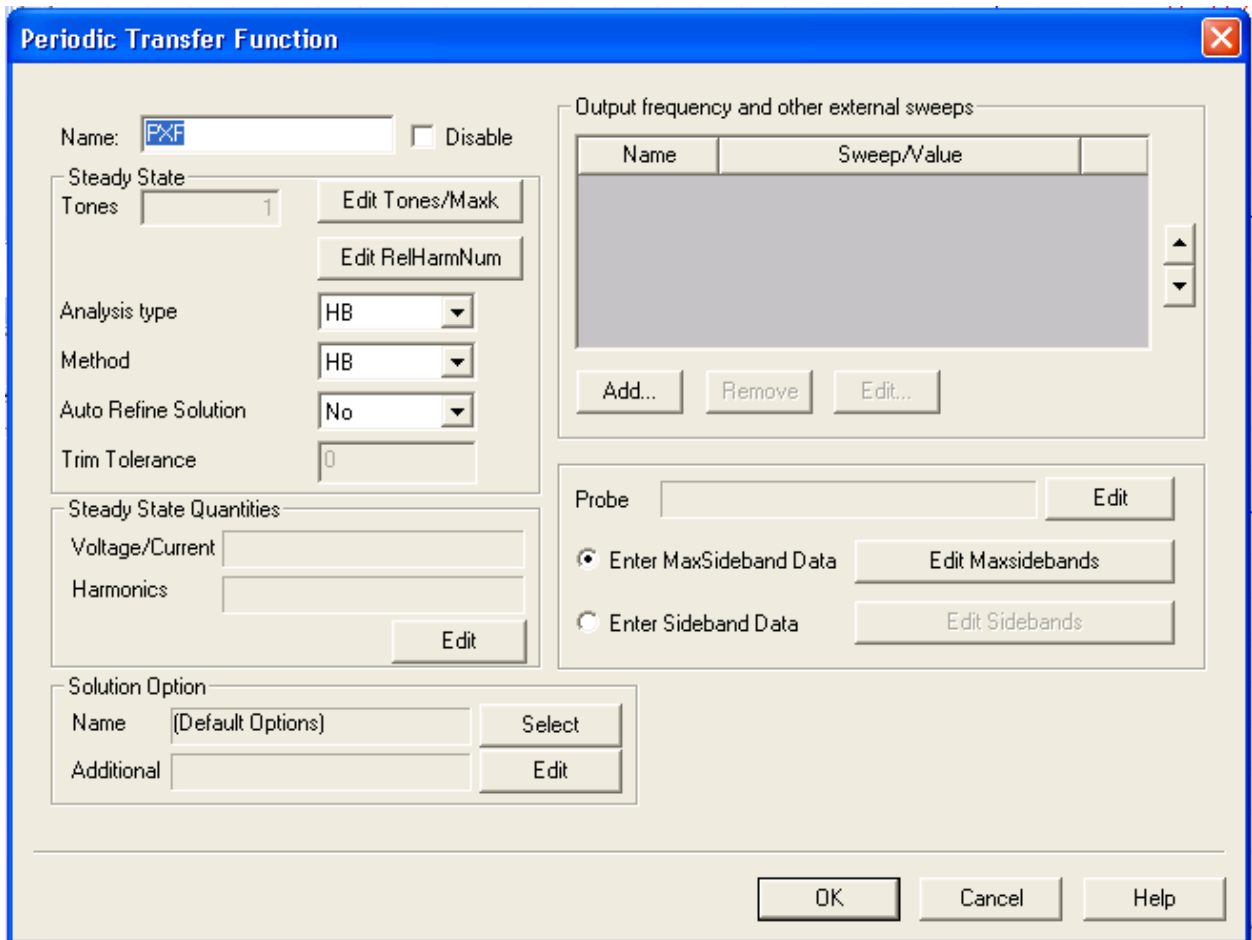 Periodic Transfer Function
Name: PXF Disable
Steady State
Tones 1 Edit Tones/Maxk
Edit RelHarmNum
Analysis type HB
Method HB
Auto Refine Solution No
Trim Tolerance 0
Steady State Quantities
Voltage/Current
Harmonics
Edit
Solution Option
Name (Default Options) Select
Additional Edit
Output frequency and other external sweeps
Name Sweep/Value
Add... Remove Edit...
Probe Edit
Enter MaxSideband Data Edit Maxsidebands
Enter Sideband Data Edit Sidebands
OK Cancel Help